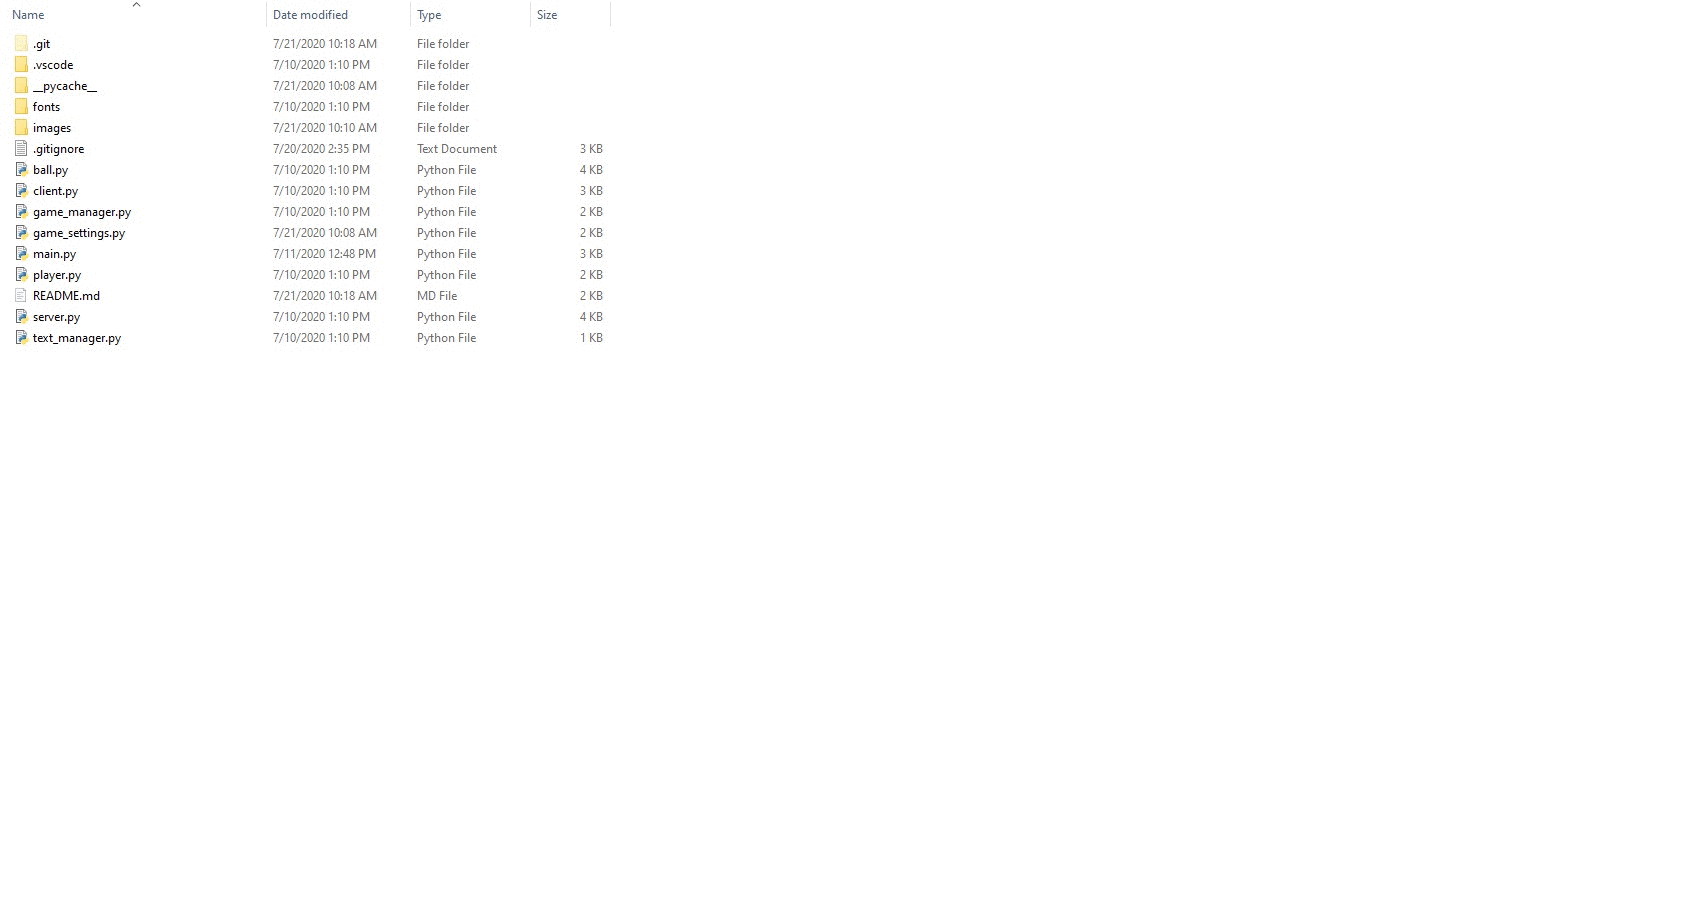 Name Date modified Type Size
.git 7/21/2020 10:18 AM File folder
.vscode 7/10/2020 1:10 PM File folder
__pycache__ 7/21/2020 10:08 AM File folder
fonts 7/10/2020 1:10 PM File folder
images 7/21/2020 10:10 AM File folder
.gitignore 7/20/2020 2:35 PM Text Document 3 KB
ball.py 7/10/2020 1:10 PM Python File 4 KB
client.py 7/10/2020 1:10 PM Python File 3 KB
game_manager.py 7/10/2020 1:10 PM Python File 2 KB
game_settings.py 7/21/2020 10:08 AM Python File 2 KB
main.py 7/11/2020 12:48 PM Python File 3 KB
player.py 7/10/2020 1:10 PM Python File 2 KB
README.md 7/21/2020 10:18 AM MD File 2 KB
server.py 7/10/2020 1:10 PM Python File 4 KB
text_manager.py 7/10/2020 1:10 PM Python File 1 KB